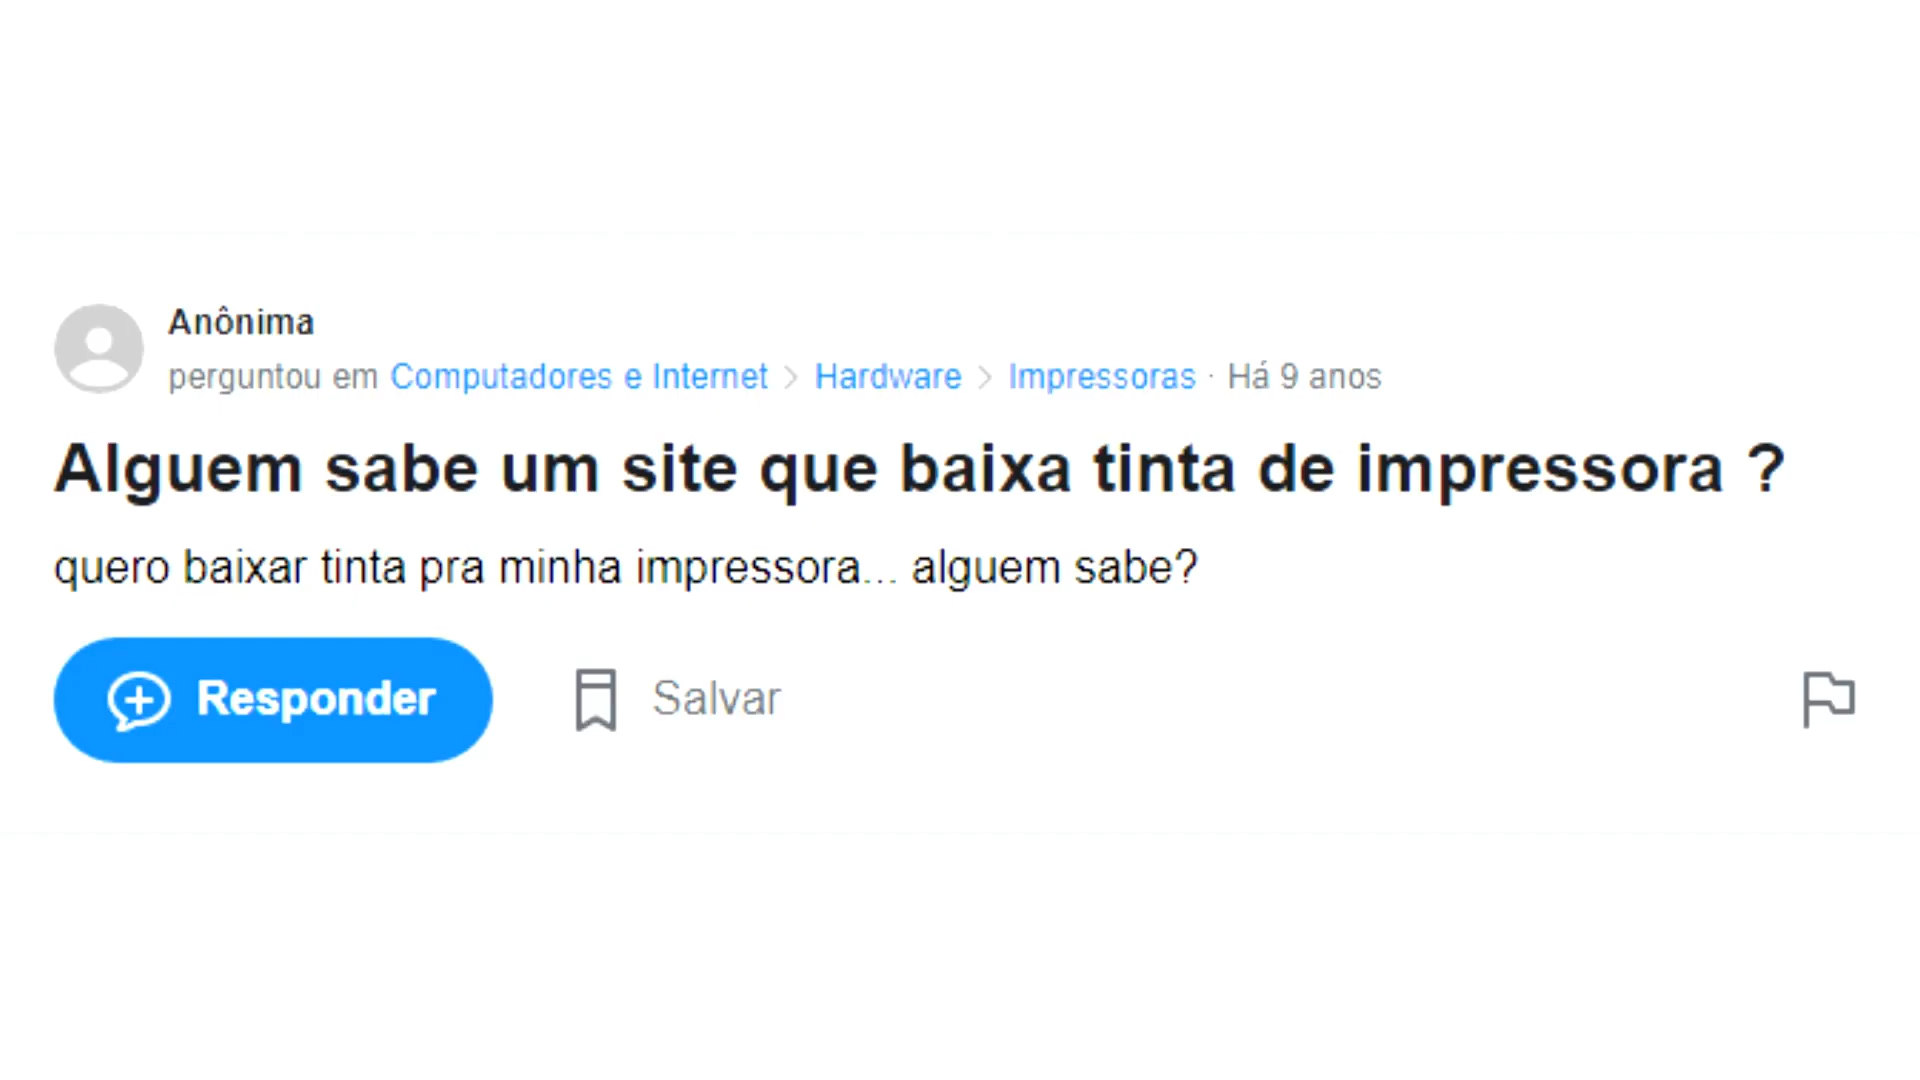 Anônima
perguntou em Computadores e Internet > Hardware > Impressoras · Há 9 anos
Alguem sabe um site que baixa tinta de impressora ?
quero baixar tinta pra minha impressora... alguem sabe?
Responder Salvar